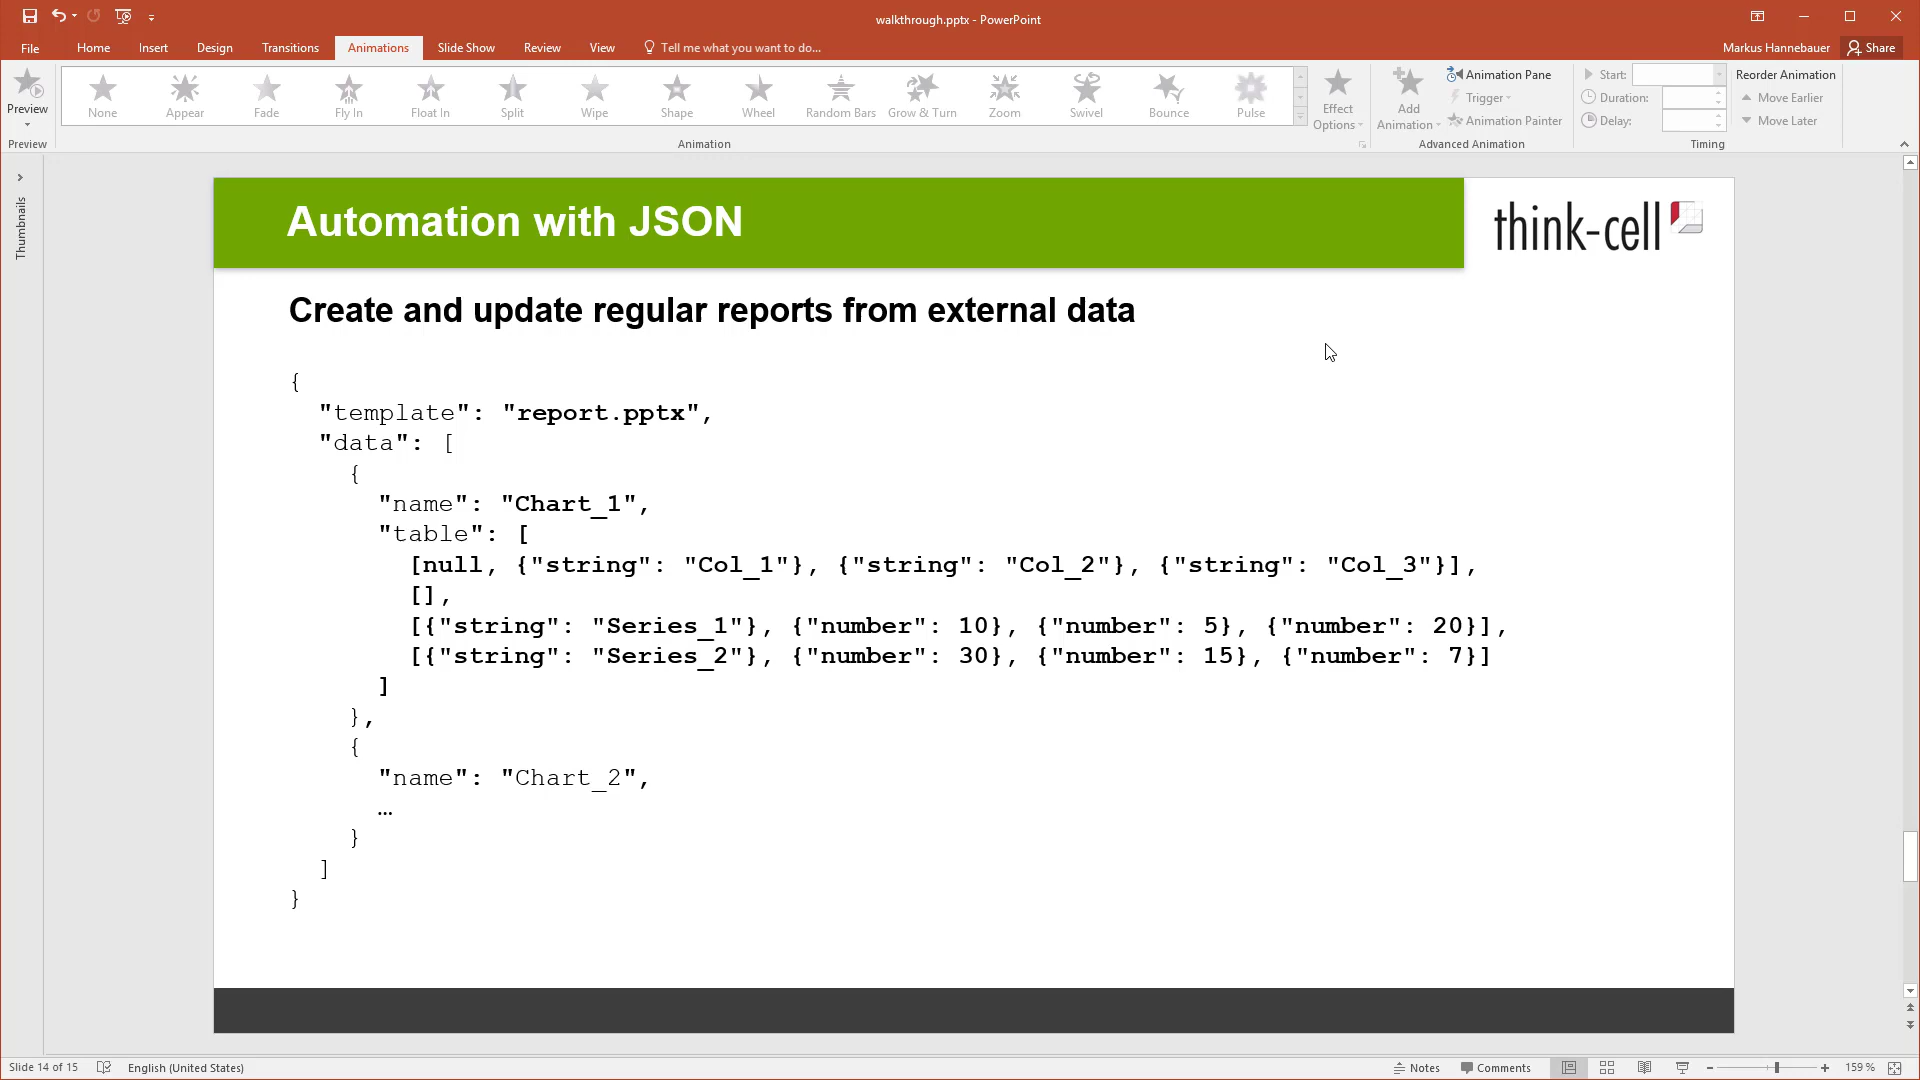 walkthrough.pptx - PowerPoint
File Home Insert Design Transitions Animations Slide Show Review View Tell me what you want to do... Markus Hannebauer Share
Preview
None Appear Fade Fly In Float In Split Wipe Shape Wheel Random Bars Grow & Turn Zoom Swivel Bounce Pulse
Effect Options
Add Animation
Animation Pane
Trigger
Animation Painter
Start:
Duration:
Delay:
Reorder Animation
Move Earlier
Move Later
Preview Animation Advanced Animation Timing
Thumbnails
Automation with JSON
think-cell
Create and update regular reports from external data
{
"template": "report.pptx",
"data": [
{
"name": "Chart_1",
"table": [
[null, {"string": "Col_1"}, {"string": "Col_2"}, {"string": "Col_3"}],
[],
[{"string": "Series_1"}, {"number": 10}, {"number": 5}, {"number": 20}],
[{"string": "Series_2"}, {"number": 30}, {"number": 15}, {"number": 7}]
]
},
{
"name": "Chart_2",
…
}
]
}
Slide 14 of 15 English (United States) Notes Comments 159 %